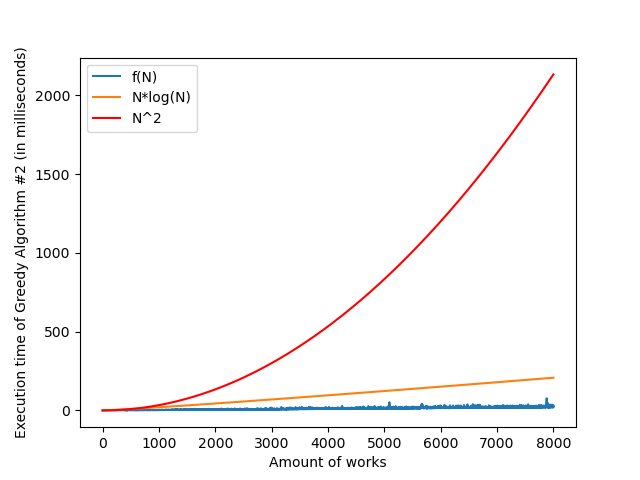 Execution time of Greedy Algorithm #2 (in milliseconds)
2000
1500
1000
500
0
f(N)
N*log(N)
N^2
0 1000 2000 3000 4000 5000 6000 7000 8000
Amount of works